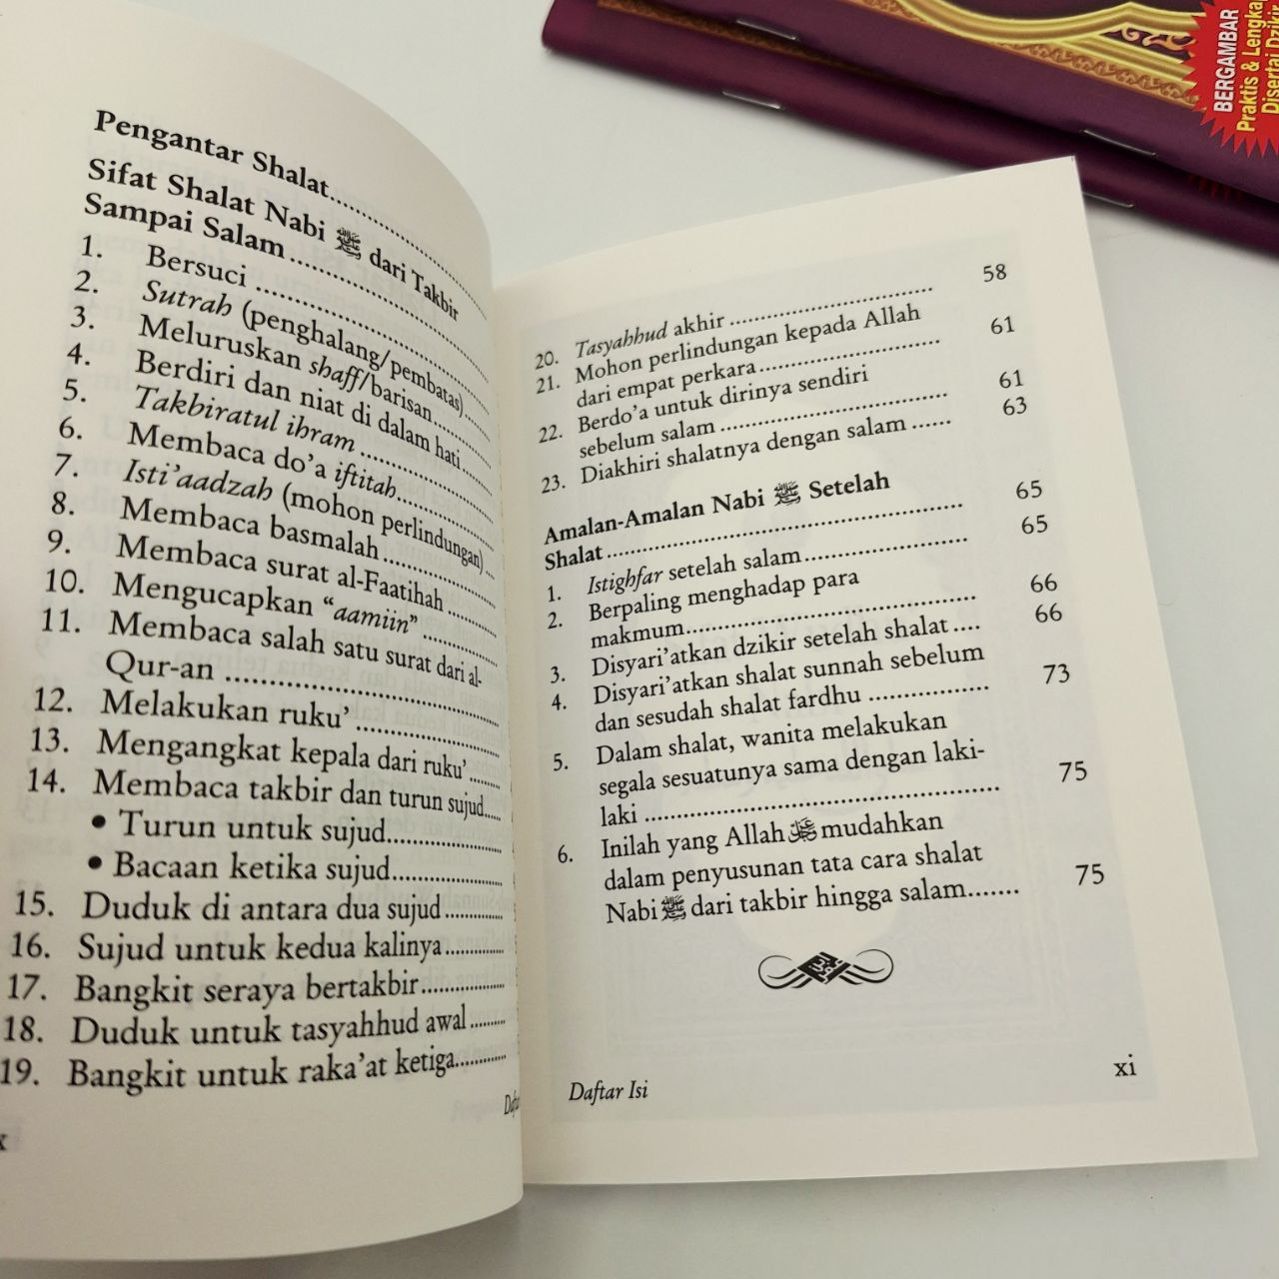 Pengantar Shalat..........
Sifat Shalat Nabi ﷺ dari Takbir
Sampai Salam..........
1. Bersuci ..........
2. Sutrah (penghalang/pembatas)..........
3. Meluruskan shaff/barisan..........
4. Berdiri dan niat di dalam hati..........
5. Takbiratul ihram ..........
6. Membaca do'a iftitah..........
7. Isti'aadzah (mohon perlindungan)...
8. Membaca basmalah ..........
9. Membaca surat al-Faatihah ..........
10. Mengucapkan "aamiin" ..........
11. Membaca salah satu surat dari al-
Qur-an ..........
12. Melakukan ruku' ..........
13. Mengangkat kepala dari ruku'..........
14. Membaca takbir dan turun sujud.....
• Turun untuk sujud..........
• Bacaan ketika sujud..........
15. Duduk di antara dua sujud ..........
16. Sujud untuk kedua kalinya ..........
17. Bangkit seraya bertakbir..........
18. Duduk untuk tasyahhud awal ..........
19. Bangkit untuk raka'at ketiga..........
20. Tasyahhud akhir .......... 58
21. Mohon perlindungan kepada Allah
dari empat perkara.......... 61
22. Berdo'a untuk dirinya sendiri
sebelum salam .......... 61
23. Diakhiri shalatnya dengan salam ...... 63
Amalan-Amalan Nabi ﷺ Setelah
Shalat .......... 65
1. Istighfar setelah salam.......... 65
2. Berpaling menghadap para
makmum.......... 66
3. Disyari'atkan dzikir setelah shalat .... 66
4. Disyari'atkan shalat sunnah sebelum
dan sesudah shalat fardhu .......... 73
5. Dalam shalat, wanita melakukan
segala sesuatunya sama dengan laki-
laki .......... 75
6. Inilah yang Allah ﷻ mudahkan
dalam penyusunan tata cara shalat
Nabi ﷺ dari takbir hingga salam....... 75
Daftar Isi
xi
BERGAMBAR
Praktis & Lengkap
Disertai Dzikir